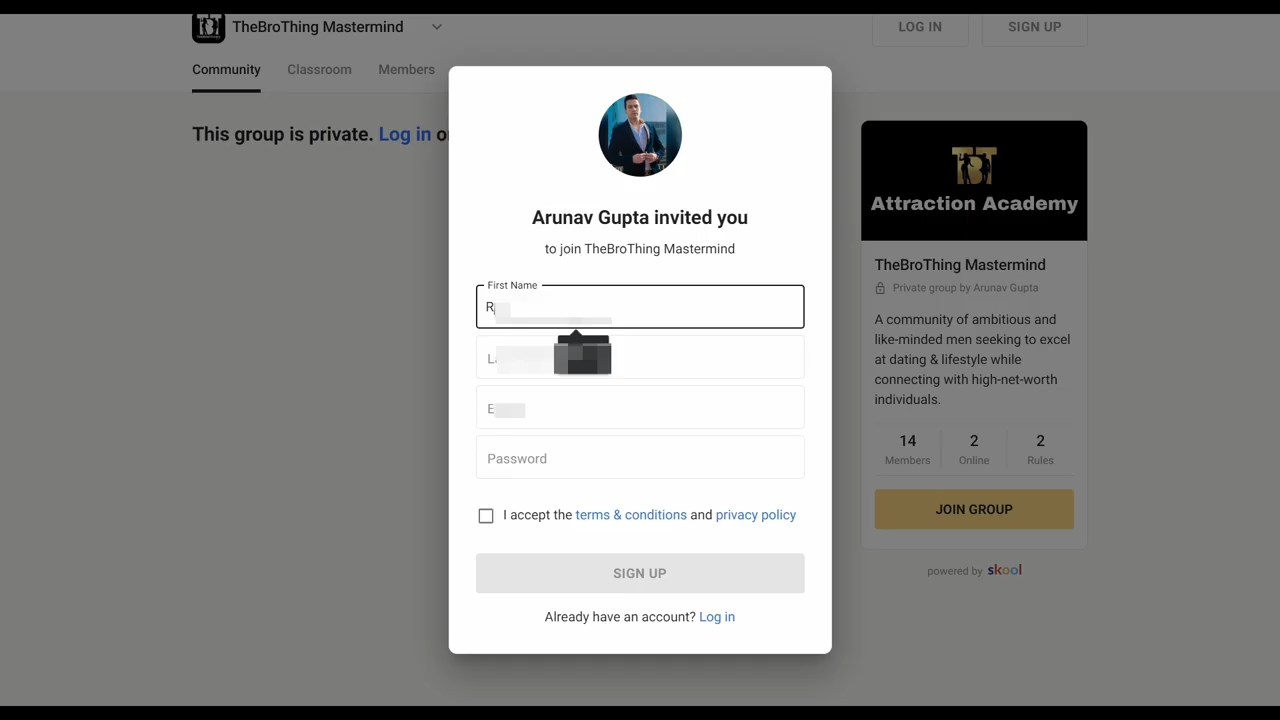 TheBroThing Mastermind
LOG IN
SIGN UP
Community
Classroom
Members
This group is private. Log in
Arunav Gupta invited you
to join TheBroThing Mastermind
First Name
R
Password
I accept the terms & conditions and privacy policy
SIGN UP
Already have an account? Log in
Attraction Academy
TheBroThing Mastermind
Private group by Arunav Gupta
A community of ambitious and
like-minded men seeking to excel
at dating & lifestyle while
connecting with high-net-worth
individuals.
14
2
2
Members
Online
Rules
JOIN GROUP
powered by skool